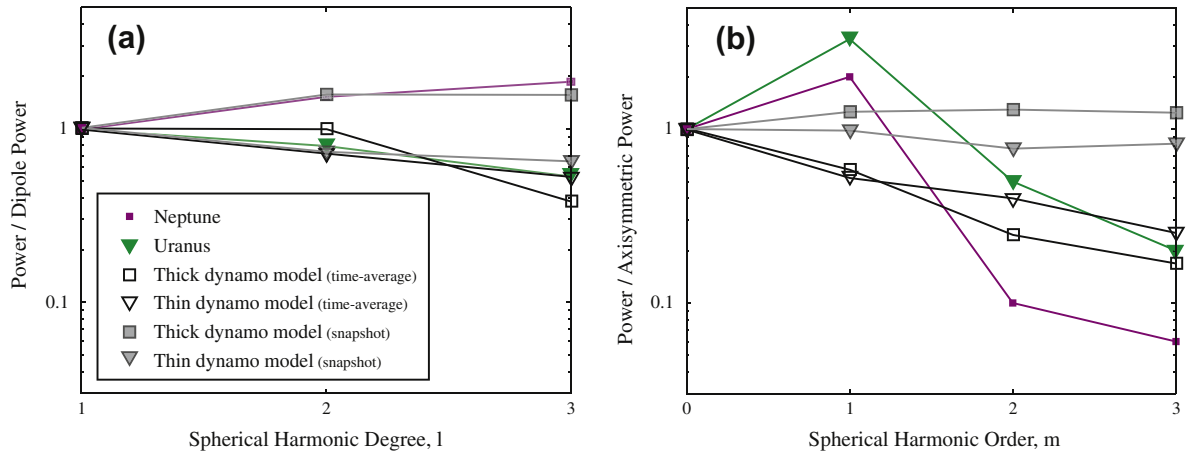 (a)
Power / Dipole Power
1
0.1
Neptune
Uranus
Thick dynamo model (time-average)
Thin dynamo model (time-average)
Thick dynamo model (snapshot)
Thin dynamo model (snapshot)
1 2 3
Spherical Harmonic Degree, l
(b)
Power / Axisymmetric Power
1
0.1
0 1 2 3
Spherical Harmonic Order, m